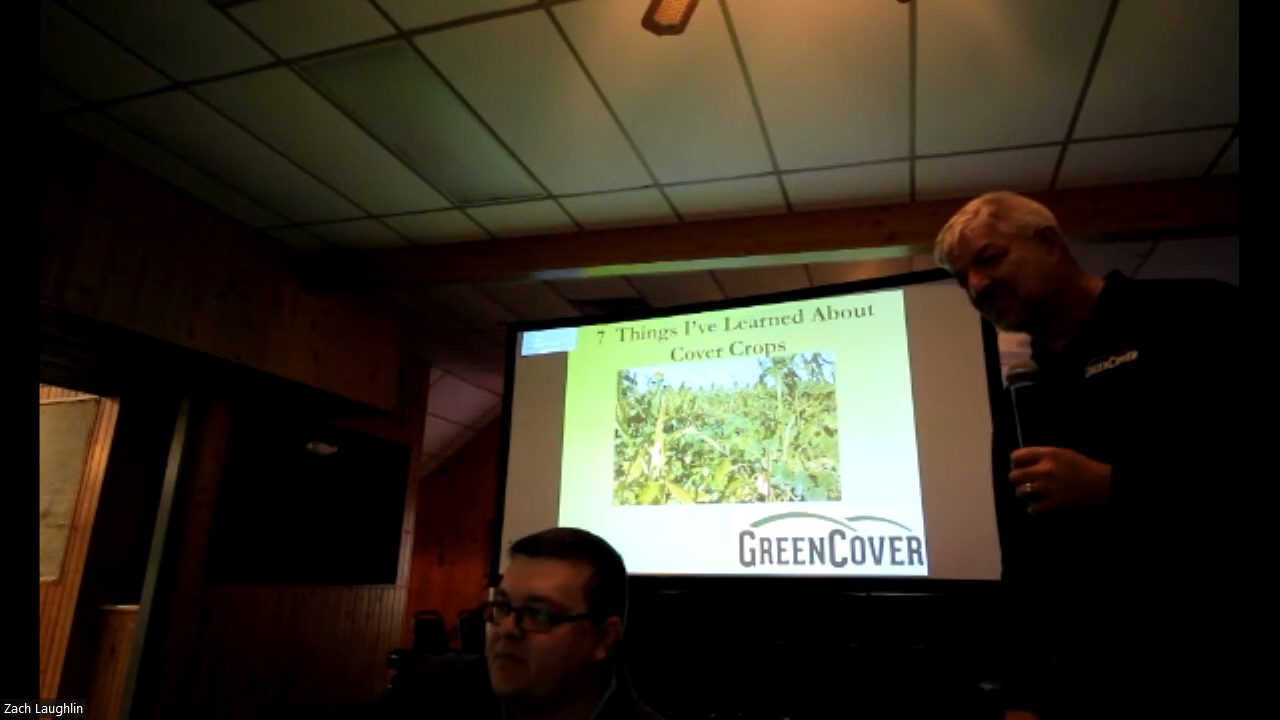 7 Things I've Learned About
Cover Crops
GREENCOVER
GREENCOVER
Zach Laughlin